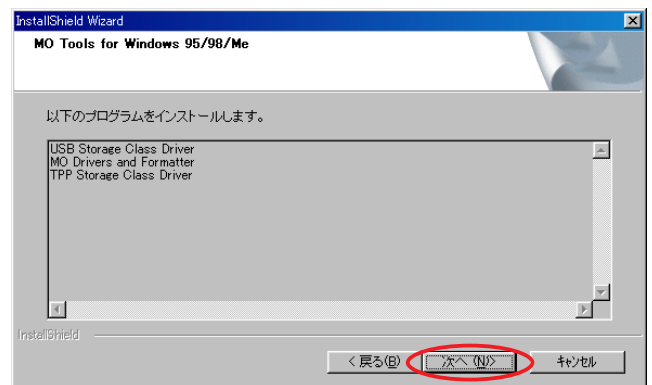 InstallShield Wizard
MO Tools for Windows 95/98/Me
以下のプログラムをインストールします。
USB Storage Class Driver
MO Drivers and Formatter
TPP Storage Class Driver
InstallShield
< 戻る(B) 次へ (N)> キャンセル